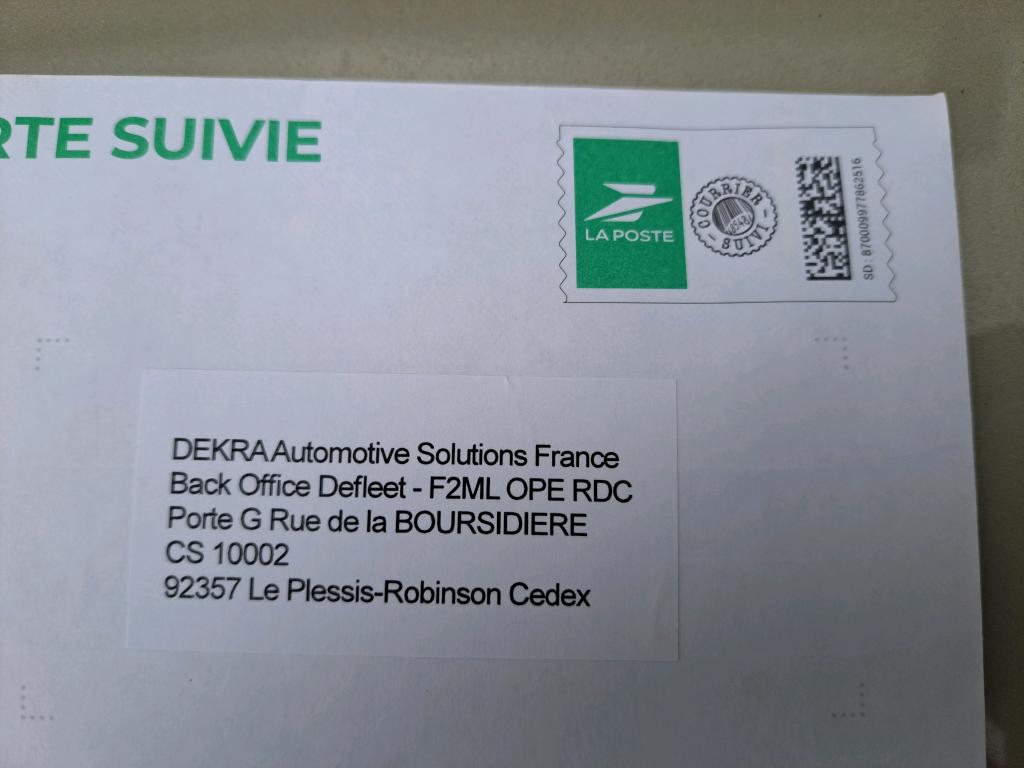 RTE SUIVIE
LA POSTE
COURRIER
SUIVI
SD : 870009977862516
DEKRA Automotive Solutions France
Back Office Defleet - F2ML OPE RDC
Porte G Rue de la BOURSIDIERE
CS 10002
92357 Le Plessis-Robinson Cedex